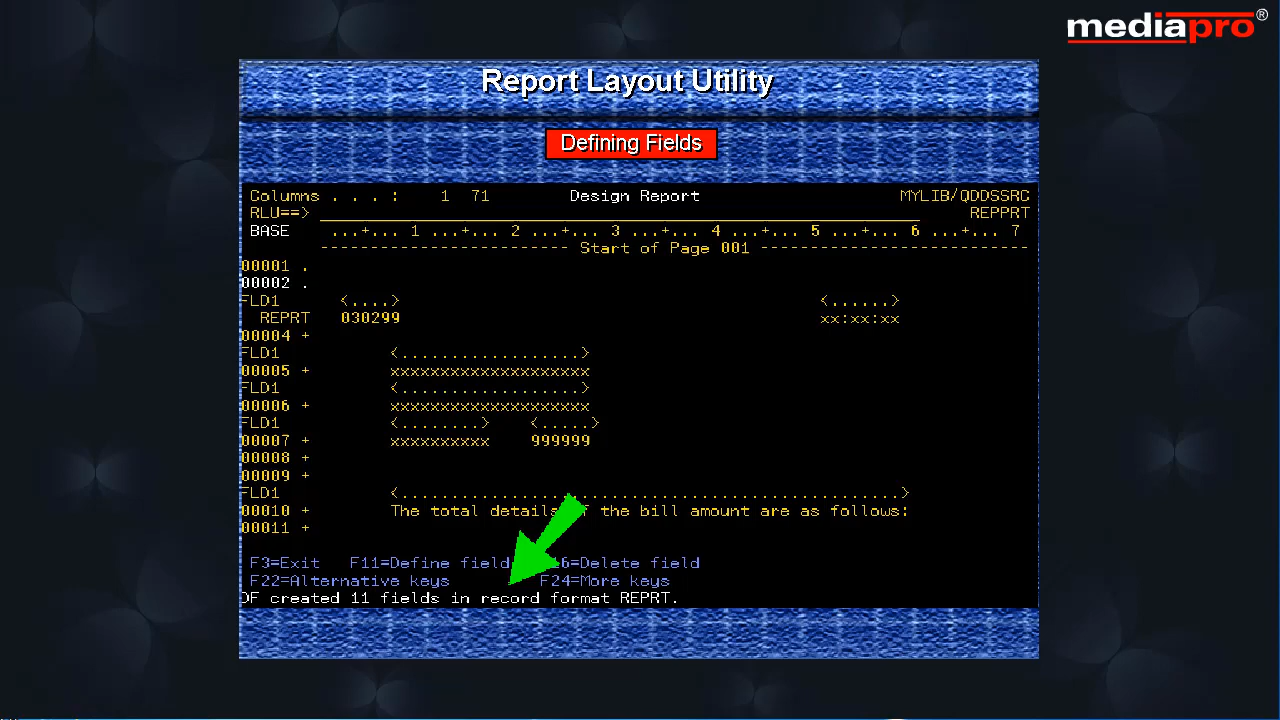 mediapro®
Report Layout Utility
Defining Fields
Columns . . . :    1  71        Design Report                    MYLIB/QDDSSRC
RLU==>                                                            REPPRT
BASE    ...+... 1 ...+... 2 ...+... 3 ...+... 4 ...+... 5 ...+... 6 ...+... 7
-------------------------- Start of Page 001 ---------------------------
00001 .
00002 .
FLD1      <....>                                          <......>
REPRT   030299                                          xx:xx:xx
00004 +
FLD1           <..................>
00005 +        xxxxxxxxxxxxxxxxxxxx
FLD1           <..................>
00006 +        xxxxxxxxxxxxxxxxxxxx
FLD1           <........>    <.....>
00007 +        xxxxxxxxxx    999999
00008 +
00009 +
FLD1           <..................................................>
00010 +        The total details of the bill amount are as follows:
00011 +
F3=Exit   F11=Define field   6=Delete field
F22=Alternative keys         F24=More keys
DF created 11 fields in record format REPRT.